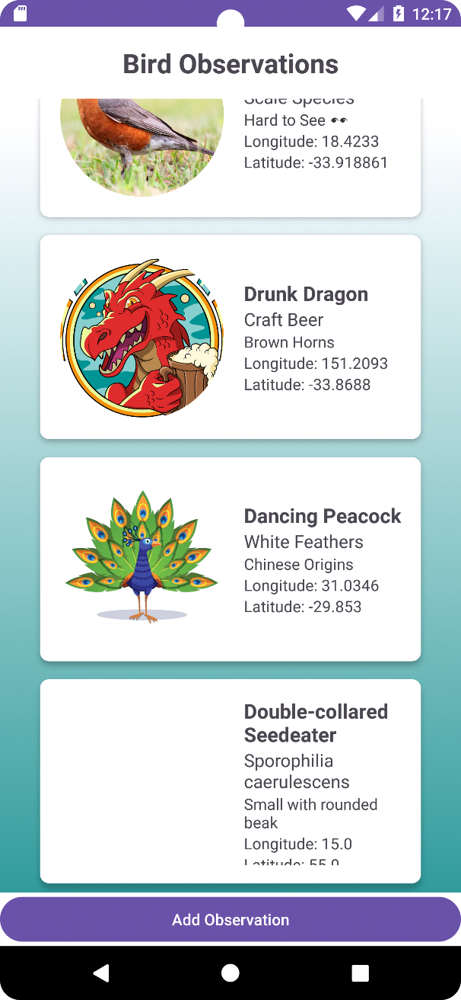 12:17
Bird Observations
Scale Species
Hard to See 👀
Longitude: 18.4233
Latitude: -33.918861
Drunk Dragon
Craft Beer
Brown Horns
Longitude: 151.2093
Latitude: -33.8688
Dancing Peacock
White Feathers
Chinese Origins
Longitude: 31.0346
Latitude: -29.853
Double-collared
Seedeater
Sporophilia
caerulescens
Small with rounded
beak
Longitude: 15.0
Latitude: 55.0
Add Observation